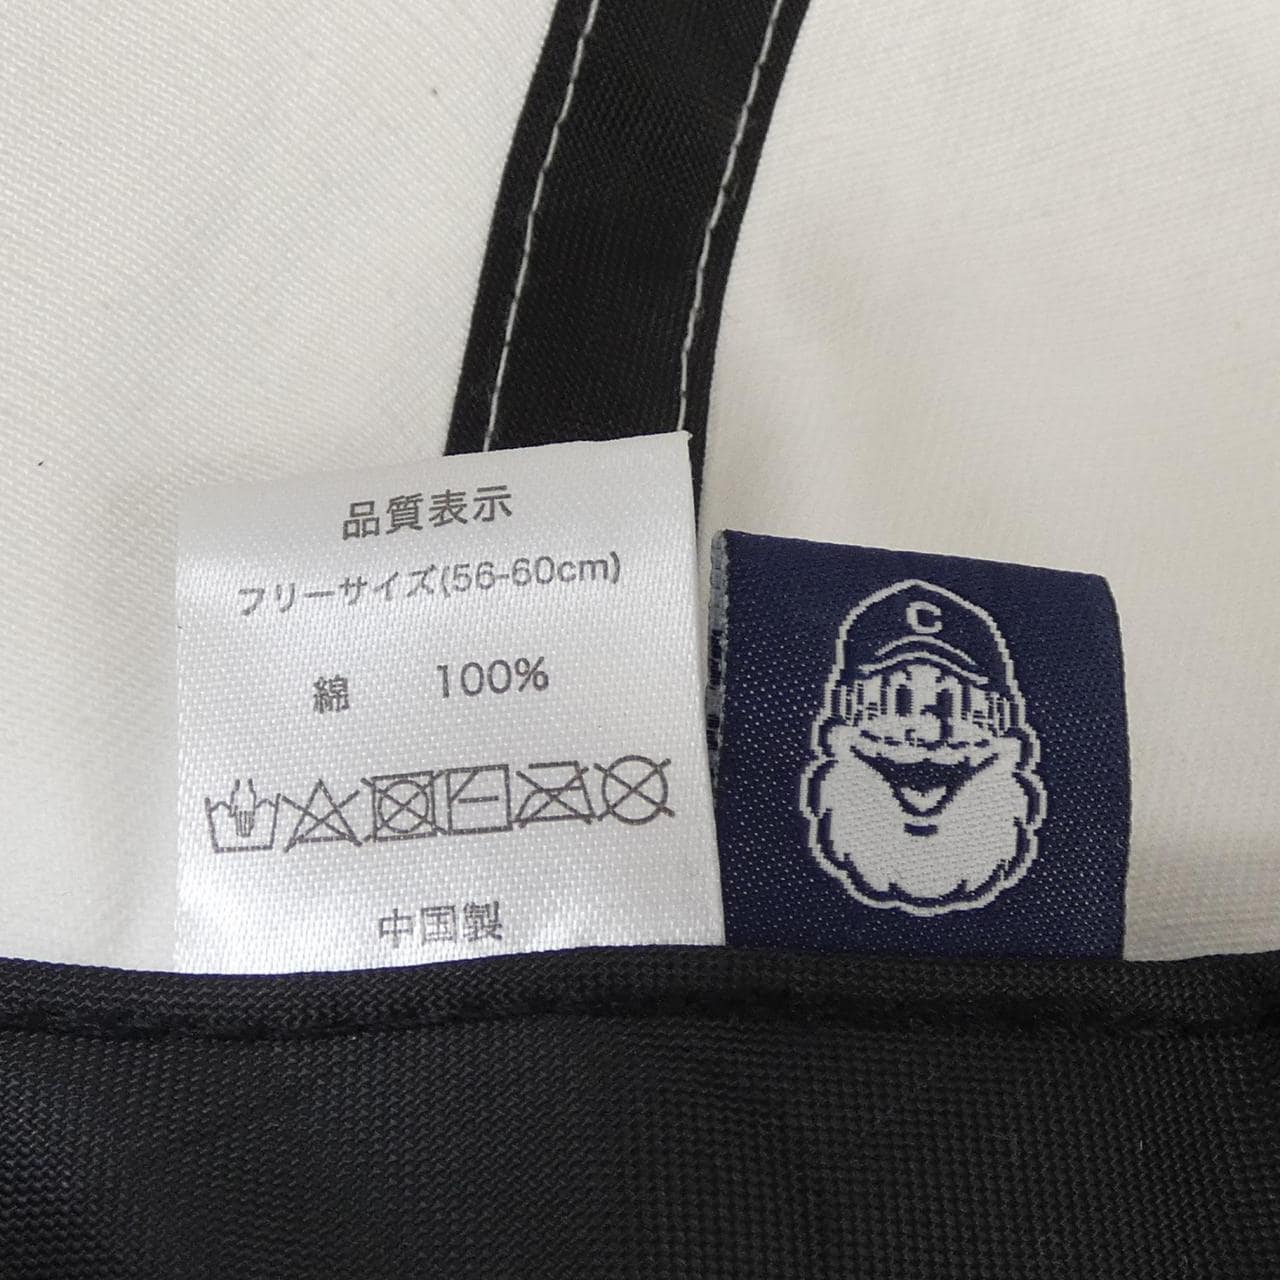 品質表示
フリーサイズ(56-60cm)
綿 100%
中国製
C